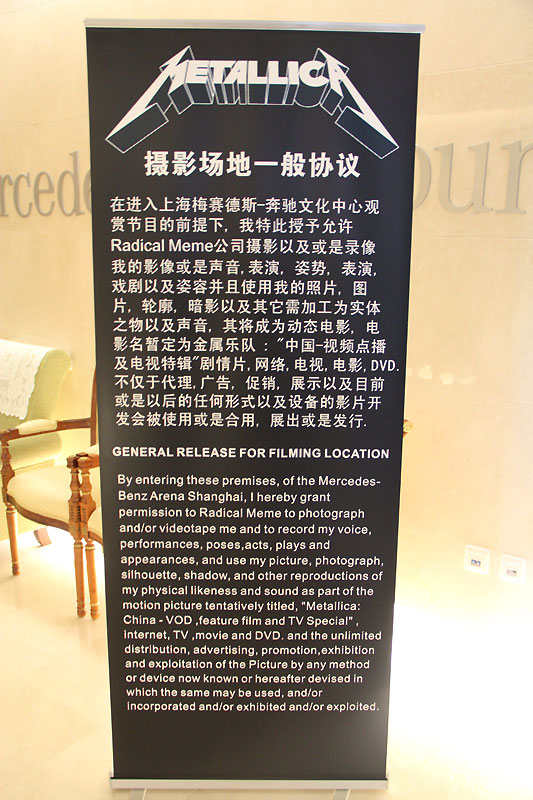 METALLICA
摄影场地一般协议
在进入上海梅赛德斯-奔驰文化中心观
赏节目的前提下, 我特此授予允许
Radical Meme公司摄影以及或是录像
我的影像或是声音,表演, 姿势, 表演,
戏剧以及姿容并且使用我的照片, 图
片, 轮廓, 暗影以及其它需加工为实体
之物以及声音, 其将成为动态电影, 电
影名暂定为金属乐队 : "中国-视频点播
及电视特辑"剧情片,网络,电视,电影,DVD.
不仅于代理,广告, 促销, 展示以及目前
或是以后的任何形式以及设备的影片开
发会被使用或是合用, 展出或是发行.
GENERAL RELEASE FOR FILMING LOCATION
By entering these premises, of the Mercedes-
Benz Arena Shanghai, I hereby grant
permission to Radical Meme to photograph
and/or videotape me and to record my voice,
performances, poses,acts, plays and
appearances, and use my picture, photograph,
silhouette, shadow, and other reproductions of
my physical likeness and sound as part of the
motion picture tentatively titled, "Metallica:
China - VOD ,feature film and TV Special" ,
internet, TV ,movie and DVD. and the unlimited
distribution, advertising, promotion,exhibition
and exploitation of the Picture by any method
or device now known or hereafter devised in
which the same may be used, and/or
incorporated and/or exhibited and/or exploited.